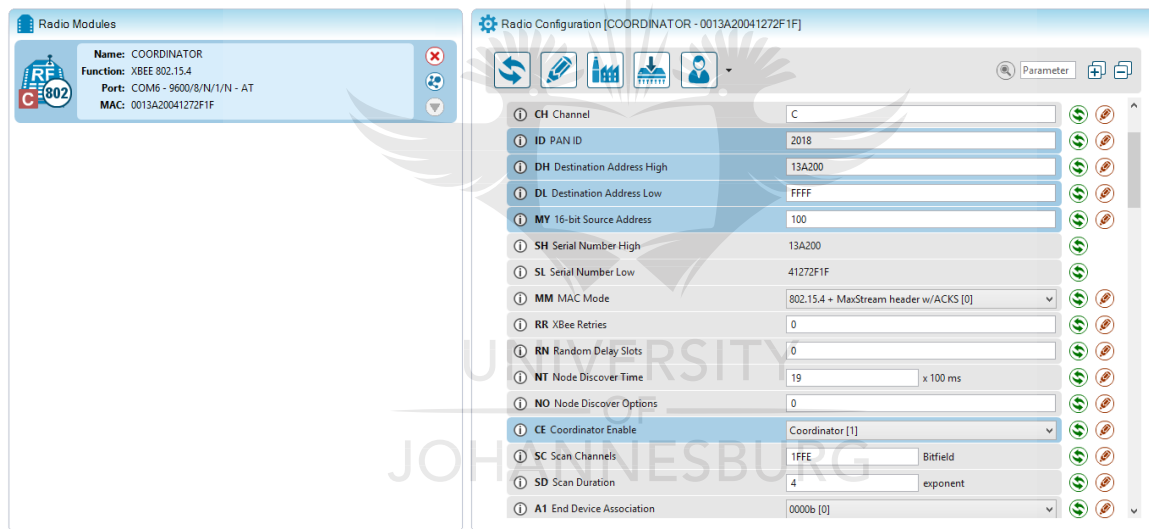 Radio Modules
Name: COORDINATOR
Function: XBEE 802.15.4
Port: COM6 - 9600/8/N/1/N - AT
MAC: 0013A20041272F1F
RF
C
802
Radio Configuration [COORDINATOR - 0013A20041272F1F]
Parameter
CH Channel C
ID PAN ID 2018
DH Destination Address High 13A200
DL Destination Address Low FFFF
MY 16-bit Source Address 100
SH Serial Number High 13A200
SL Serial Number Low 41272F1F
MM MAC Mode 802.15.4 + MaxStream header w/ACKS [0]
RR XBee Retries 0
RN Random Delay Slots 0
NT Node Discover Time 19 x 100 ms
NO Node Discover Options 0
CE Coordinator Enable Coordinator [1]
SC Scan Channels 1FFE Bitfield
SD Scan Duration 4 exponent
A1 End Device Association 0000b [0]
UNIVERSITY
OF
JOHANNESBURG